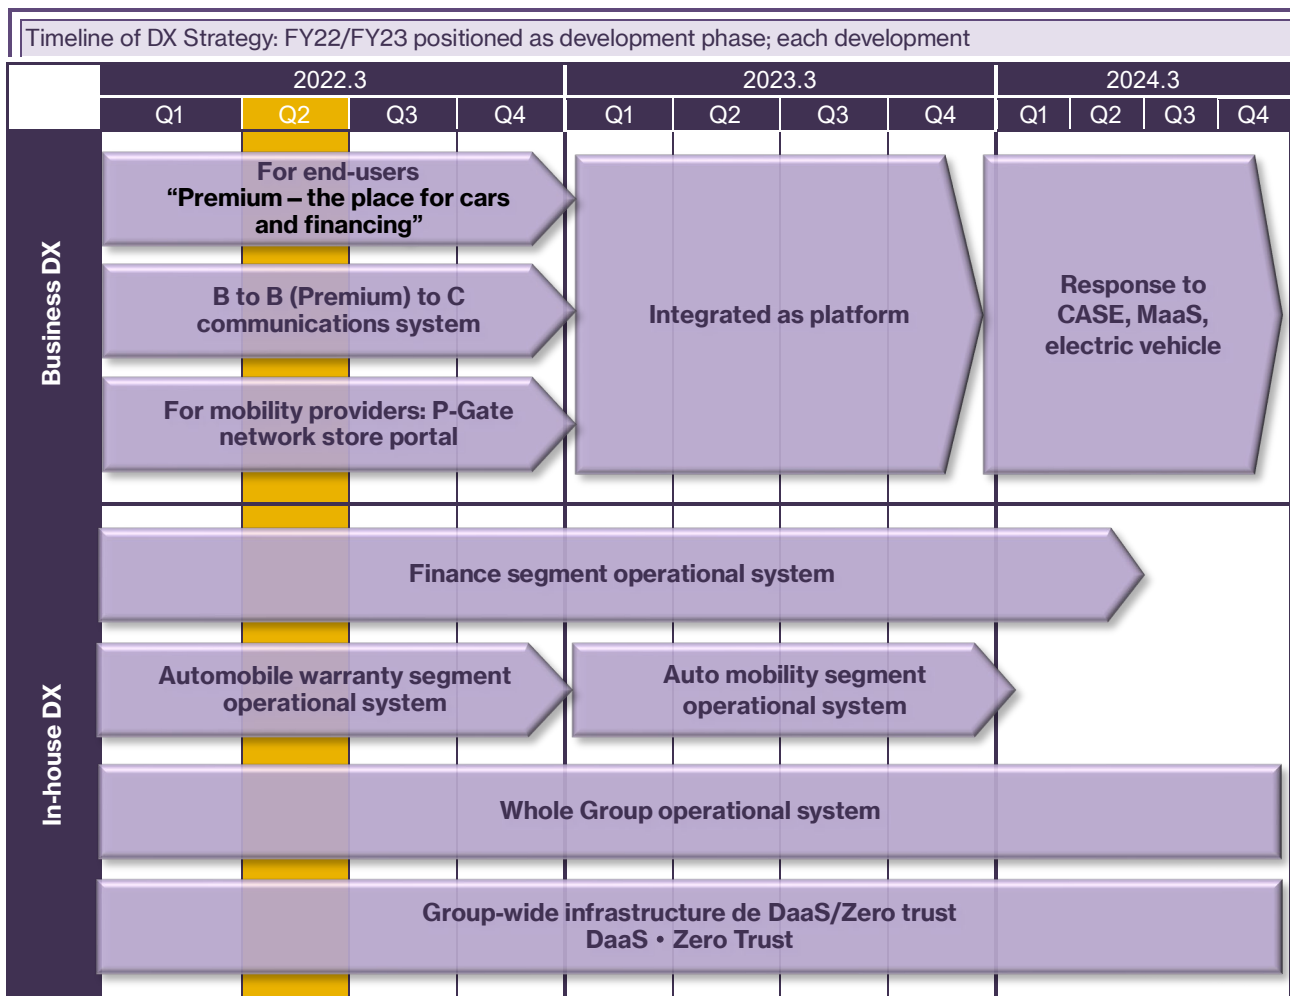 Timeline of DX Strategy: FY22/FY23 positioned as development phase; each development
2022.3 2023.3 2024.3
Q1 Q2 Q3 Q4 Q1 Q2 Q3 Q4 Q1 Q2 Q3 Q4
Business DX
For end-users
“Premium – the place for cars
and financing”
B to B (Premium) to C
communications system
For mobility providers: P-Gate
network store portal
Integrated as platform
Response to
CASE, MaaS,
electric vehicle
In-house DX
Finance segment operational system
Automobile warranty segment
operational system
Auto mobility segment
operational system
Whole Group operational system
Group-wide infrastructure de DaaS/Zero trust
DaaS • Zero Trust